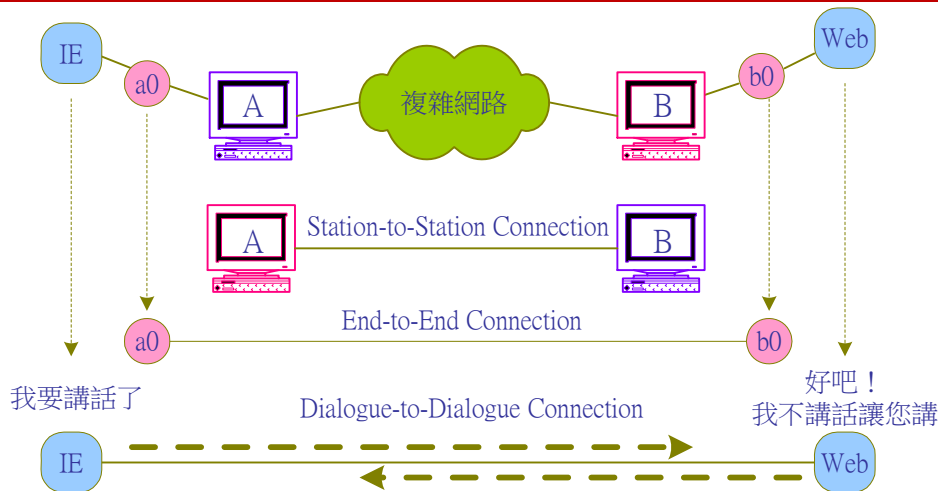 IE
a0
A
複雜網路
B
b0
Web
A
Station-to-Station Connection
B
a0
End-to-End Connection
b0
我要講話了
好吧！
我不講話讓您講
Dialogue-to-Dialogue Connection
IE
Web